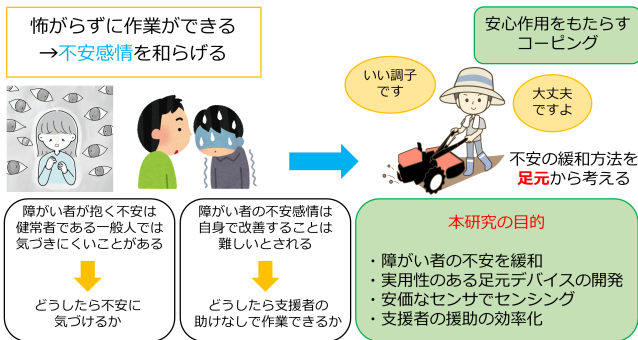 怖がらずに作業ができる
→不安感情を和らげる
安心作用をもたらす
コーピング
いい調子
です
大丈夫
ですよ
不安の緩和方法を
足元から考える
障がい者が抱く不安は
健常者である一般人では
気づきにくいことがある
どうしたら不安に
気づけるか
障がい者の不安感情は
自身で改善することは
難しいとされる
どうしたら支援者の
助けなしで作業できるか
本研究の目的
・障がい者の不安を緩和
・実用性のある足元デバイスの開発
・安価なセンサでセンシング
・支援者の援助の効率化